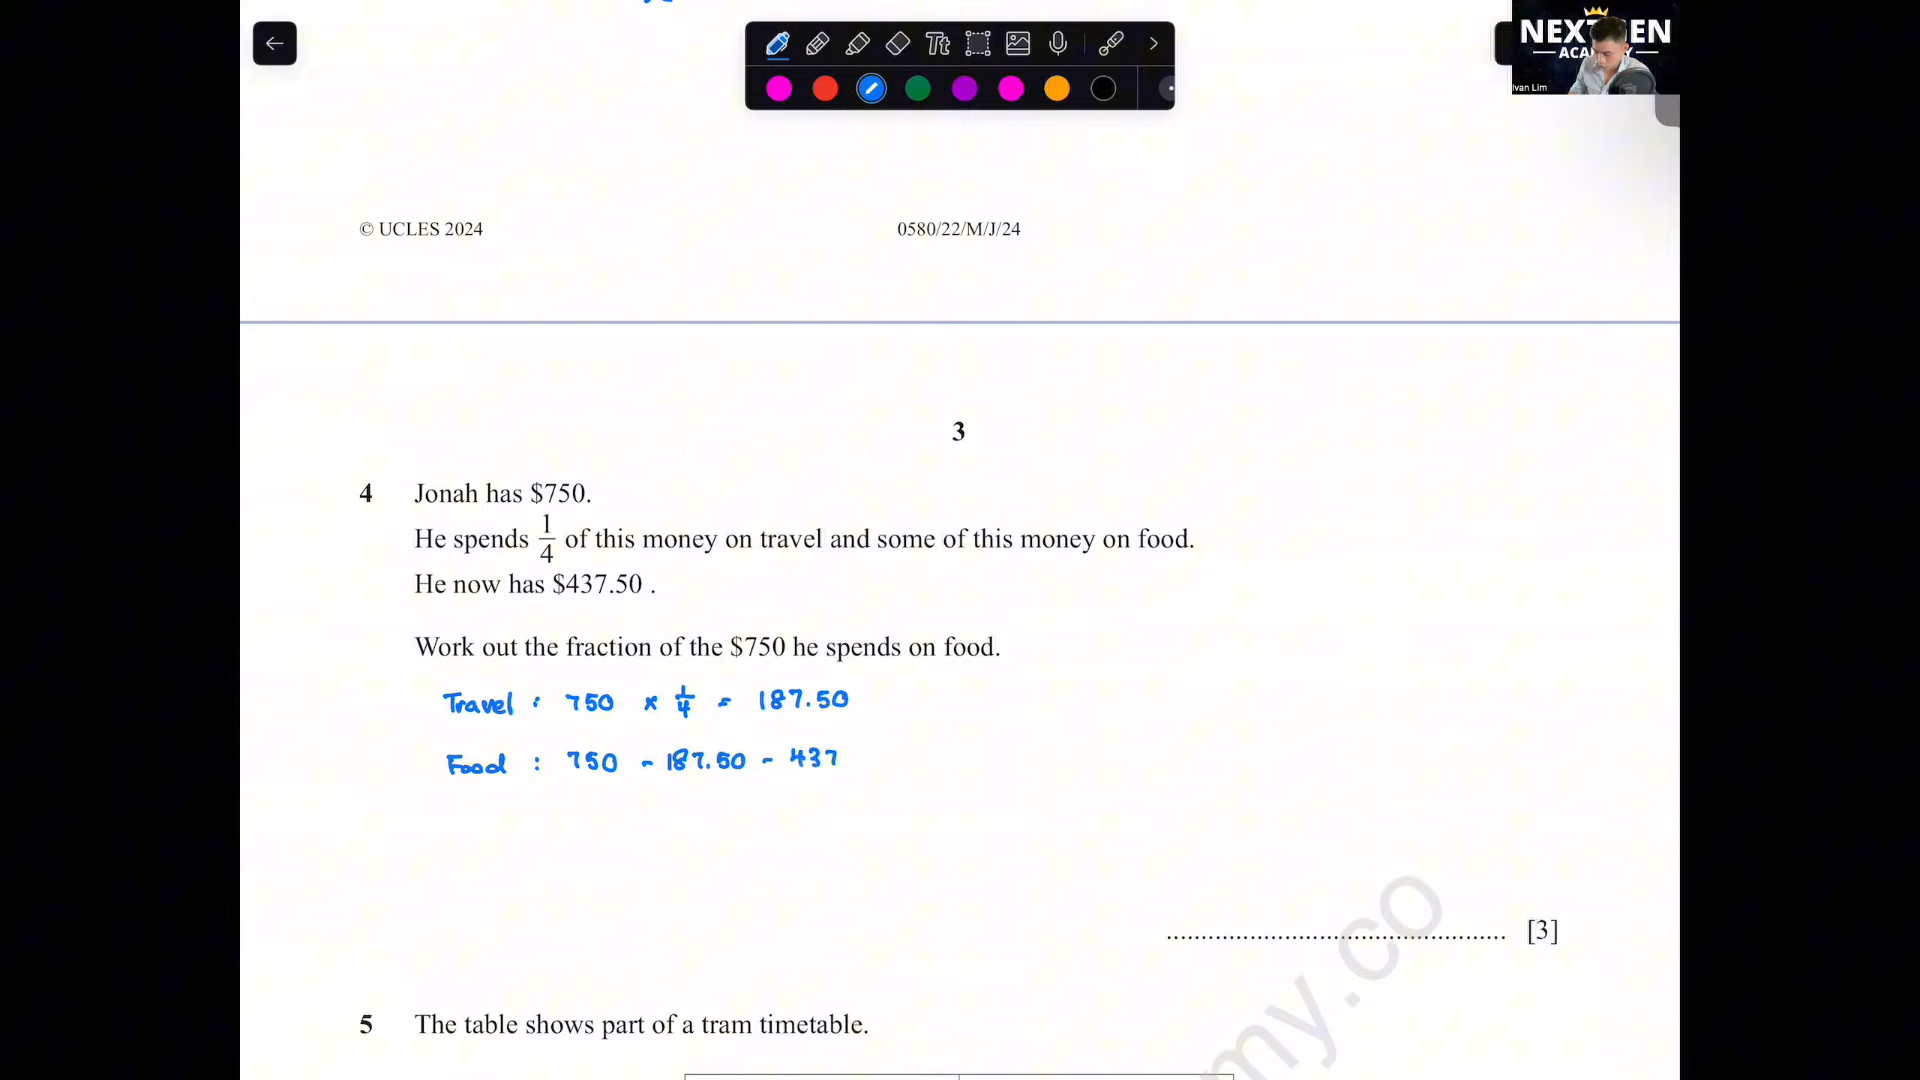 NEXTGEN
ACADEMY
Ivan Lim
Tt
© UCLES 2024
0580/22/M/J/24
3
4 Jonah has $750.
He spends 1/4 of this money on travel and some of this money on food.
He now has $437.50 .
Work out the fraction of the $750 he spends on food.
Travel : 750 × 1/4 = 187.50
Food : 750 - 187.50 - 437
my.co
................................................ [3]
5 The table shows part of a tram timetable.